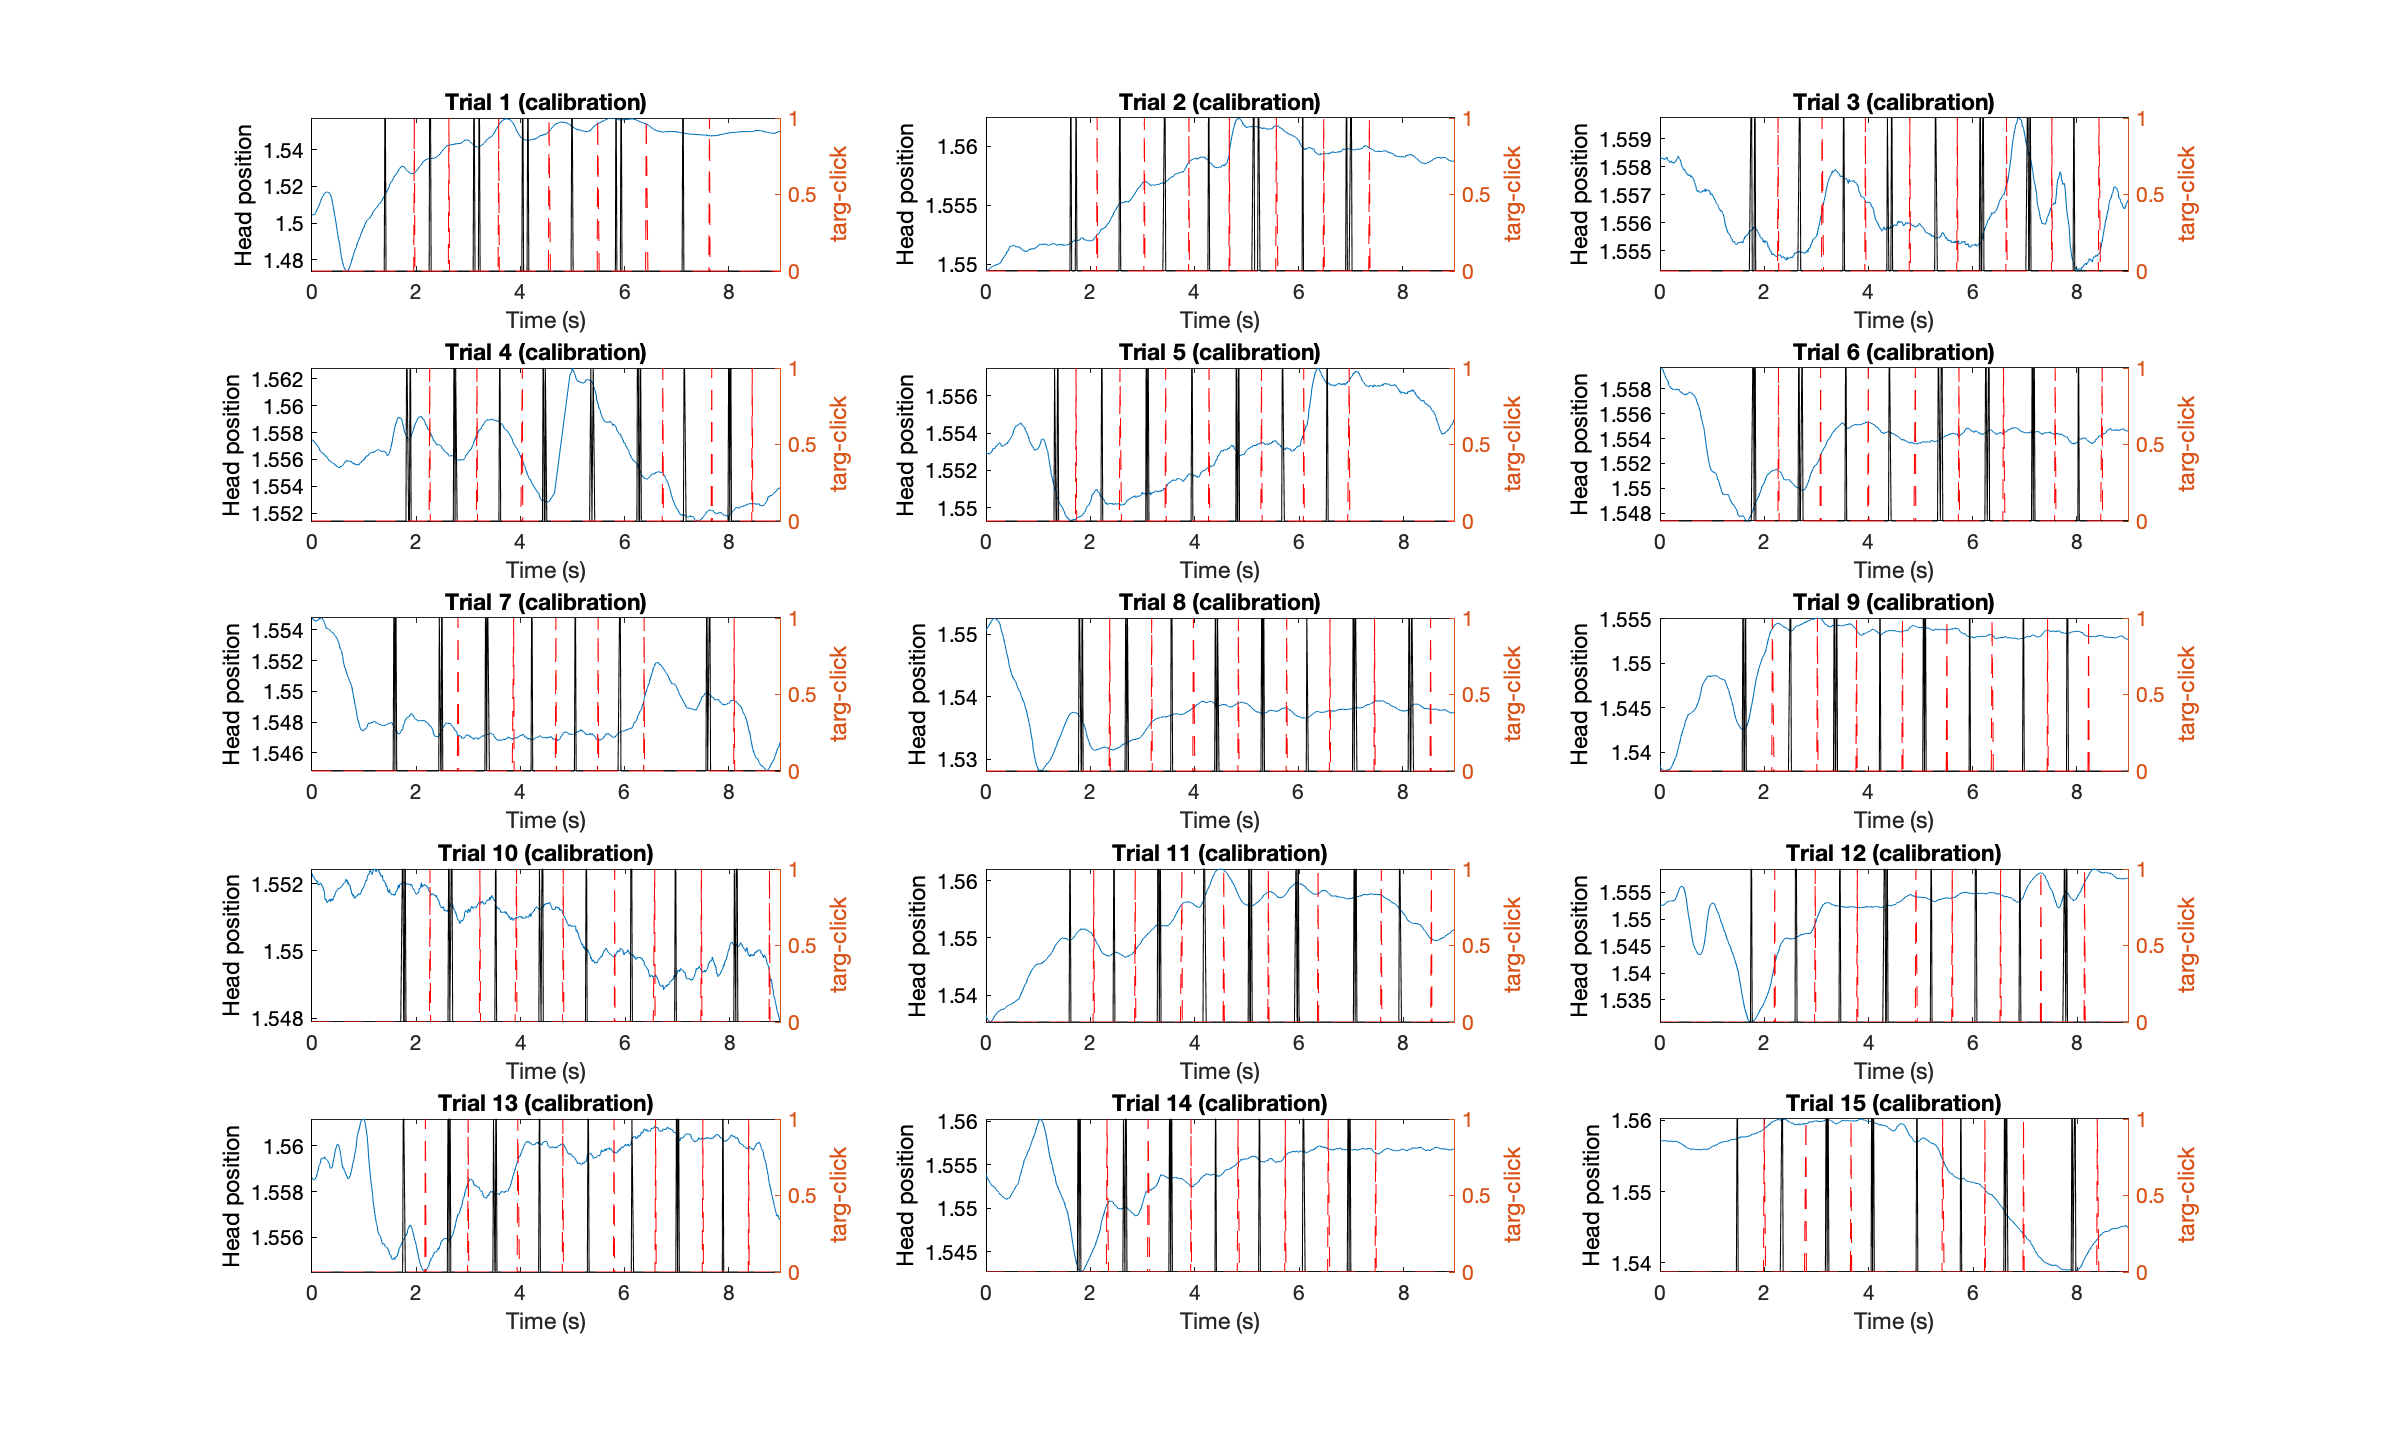 Trial 1 (calibration)
Trial 2 (calibration)
Trial 3 (calibration)
Head position
1.54
1.52
1.5
1.48
1
0.5
0
targ-click
0 2 4 6 8
Time (s)
Head position
1.56
1.555
1.55
1
0.5
0
targ-click
0 2 4 6 8
Time (s)
Head position
1.559
1.558
1.557
1.556
1.555
1
0.5
0
targ-click
0 2 4 6 8
Time (s)
Trial 4 (calibration)
Trial 5 (calibration)
Trial 6 (calibration)
Head position
1.562
1.56
1.558
1.556
1.554
1.552
1
0.5
0
targ-click
0 2 4 6 8
Time (s)
Head position
1.556
1.554
1.552
1.55
1
0.5
0
targ-click
0 2 4 6 8
Time (s)
Head position
1.558
1.556
1.554
1.552
1.55
1.548
1
0.5
0
targ-click
0 2 4 6 8
Time (s)
Trial 7 (calibration)
Trial 8 (calibration)
Trial 9 (calibration)
Head position
1.554
1.552
1.55
1.548
1.546
1
0.5
0
targ-click
0 2 4 6 8
Time (s)
Head position
1.55
1.54
1.53
1
0.5
0
targ-click
0 2 4 6 8
Time (s)
Head position
1.555
1.55
1.545
1.54
1
0.5
0
targ-click
0 2 4 6 8
Time (s)
Trial 10 (calibration)
Trial 11 (calibration)
Trial 12 (calibration)
Head position
1.552
1.55
1.548
1
0.5
0
targ-click
0 2 4 6 8
Time (s)
Head position
1.56
1.55
1.54
1
0.5
0
targ-click
0 2 4 6 8
Time (s)
Head position
1.555
1.55
1.545
1.54
1.535
1
0.5
0
targ-click
0 2 4 6 8
Time (s)
Trial 13 (calibration)
Trial 14 (calibration)
Trial 15 (calibration)
Head position
1.56
1.558
1.556
1
0.5
0
targ-click
0 2 4 6 8
Time (s)
Head position
1.56
1.555
1.55
1.545
1
0.5
0
targ-click
0 2 4 6 8
Time (s)
Head position
1.56
1.55
1.54
1
0.5
0
targ-click
0 2 4 6 8
Time (s)